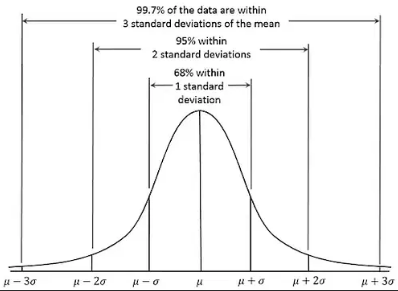 99.7% of the data are within
3 standard deviations of the mean
95% within
2 standard deviations
68% within
1 standard
deviation
μ − 3σ
μ − 2σ
μ − σ
μ
μ + σ
μ + 2σ
μ + 3σ